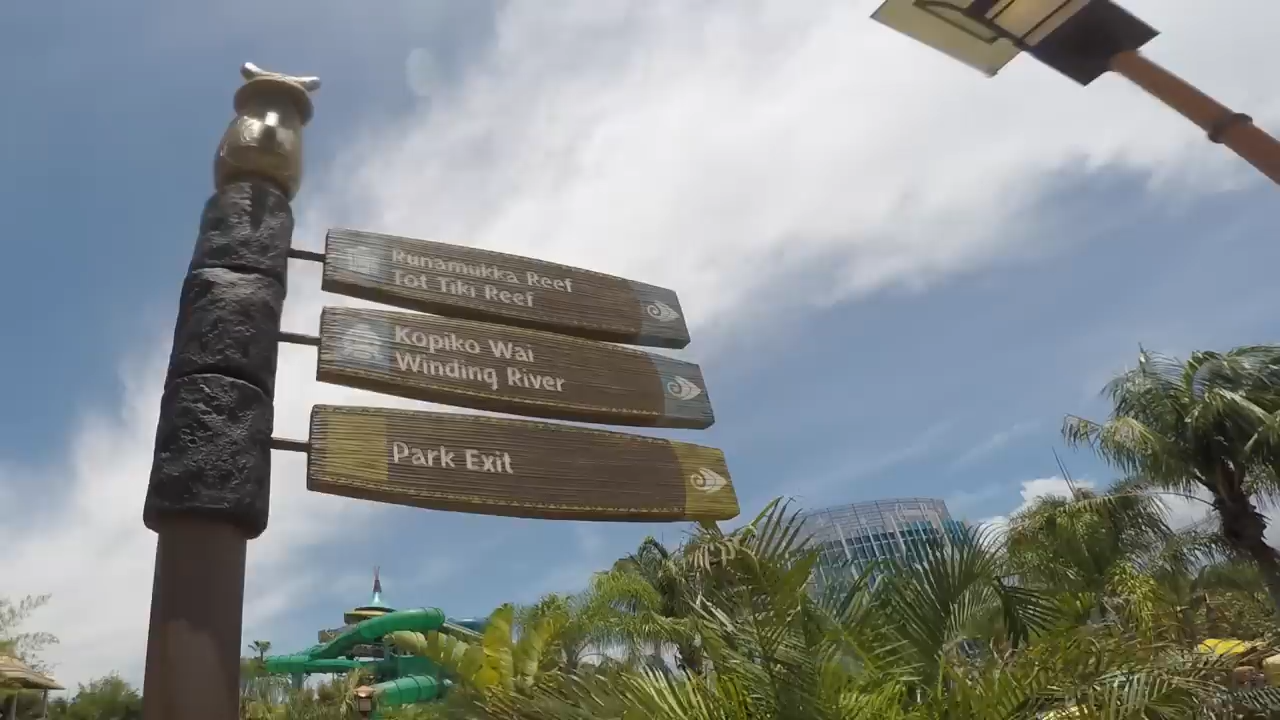 Runamukka Reef
Tot Tiki Reef
Kopiko Wai
Winding River
Park Exit